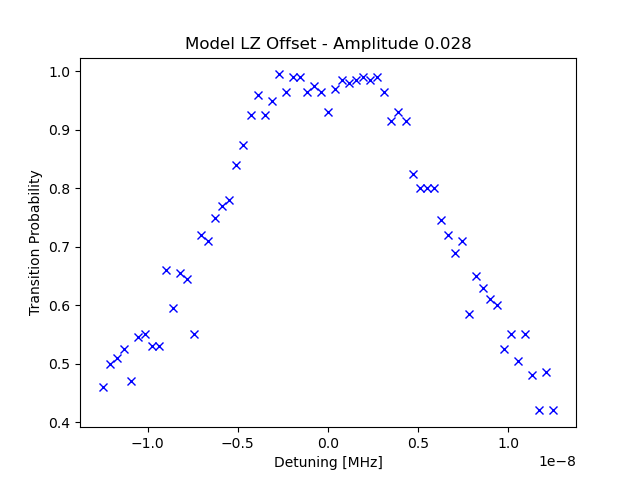 Model LZ Offset - Amplitude 0.028
Transition Probability
1.0
0.9
0.8
0.7
0.6
0.5
0.4
−1.0 −0.5 0.0 0.5 1.0
Detuning [MHz]
1e−8